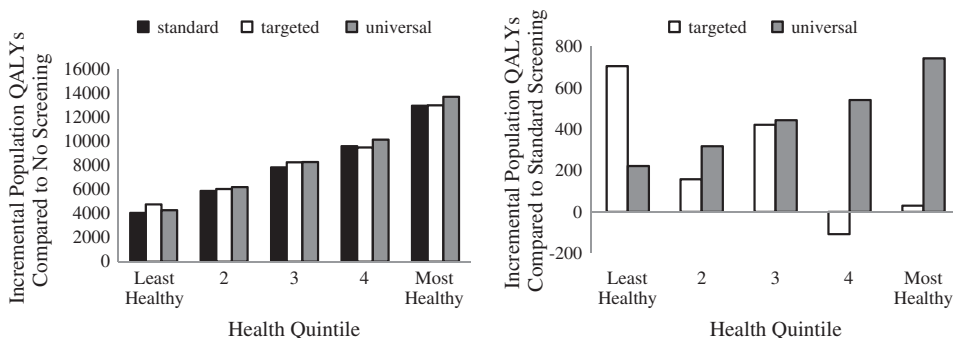 standard targeted universal
Incremental Population QALYs
Compared to No Screening
16000
14000
12000
10000
8000
6000
4000
2000
0
Least Healthy
2
3
4
Most Healthy
Health Quintile
targeted universal
Incremental Population QALYs
Compared to Standard Screening
800
600
400
200
0
-200
Least Healthy
2
3
4
Most Healthy
Health Quintile